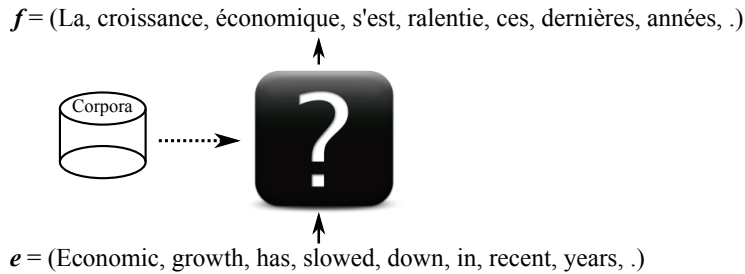 f = (La, croissance, économique, s'est, ralentie, ces, dernières, années, .)
Corpora
?
e = (Economic, growth, has, slowed, down, in, recent, years, .)